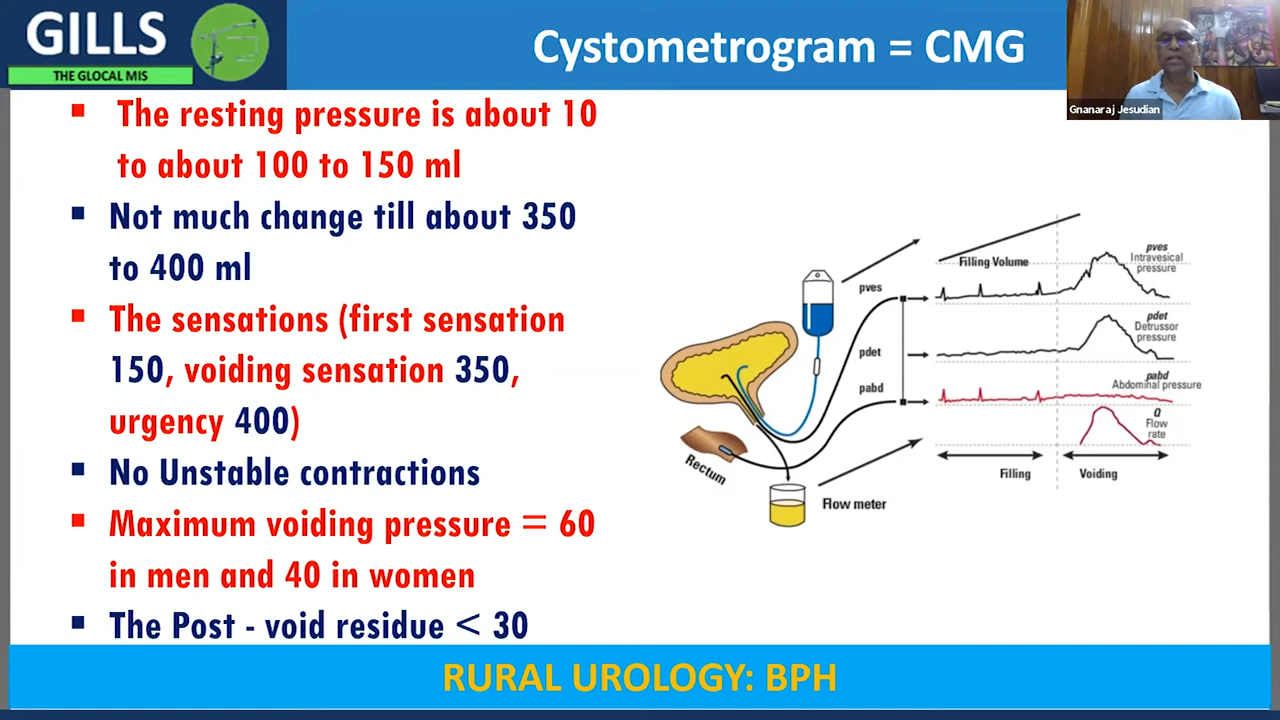 GILLS
THE GLOCAL MIS
Cystometrogram = CMG
Gnanaraj Jesudian
▪ The resting pressure is about 10
to about 100 to 150 ml
▪ Not much change till about 350
to 400 ml
▪ The sensations (first sensation
150, voiding sensation 350,
urgency 400)
▪ No Unstable contractions
▪ Maximum voiding pressure = 60
in men and 40 in women
▪ The Post - void residue < 30
pves
pdet
pabd
Rectum
Flow meter
Filling Volume
pves
Intravesical
pressure
pdet
Detrussor
pressure
pabd
Abdominal pressure
Q
Flow
rate
Filling
Voiding
RURAL UROLOGY: BPH